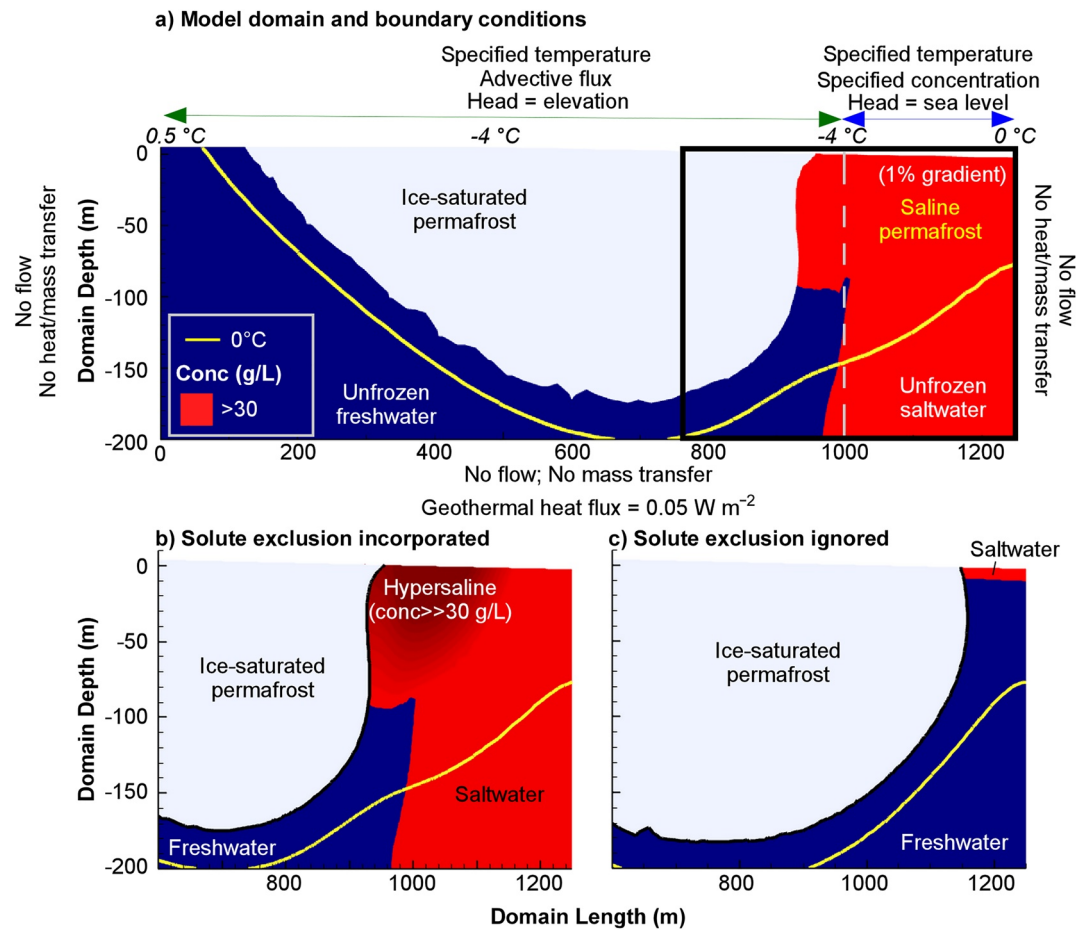 a) Model domain and boundary conditions
Specified temperature
Advective flux
Head = elevation
Specified temperature
Specified concentration
Head = sea level
0.5 °C
-4 °C
-4 °C
0 °C
No flow
No heat/mass transfer
Domain Depth (m)
0
-50
-100
-150
-200
Ice-saturated
permafrost
(1% gradient)
Saline
permafrost
No flow
No heat/mass transfer
0°C
Conc (g/L)
>30
Unfrozen
freshwater
Unfrozen
saltwater
0
200
400
600
800
1000
1200
No flow; No mass transfer
Geothermal heat flux = 0.05 W m⁻²
b) Solute exclusion incorporated
Domain Depth (m)
0
-50
-100
-150
-200
Hypersaline
(conc>>30 g/L)
Ice-saturated
permafrost
Saltwater
Freshwater
800
1000
1200
c) Solute exclusion ignored
Saltwater
Ice-saturated
permafrost
Freshwater
800
1000
1200
Domain Length (m)